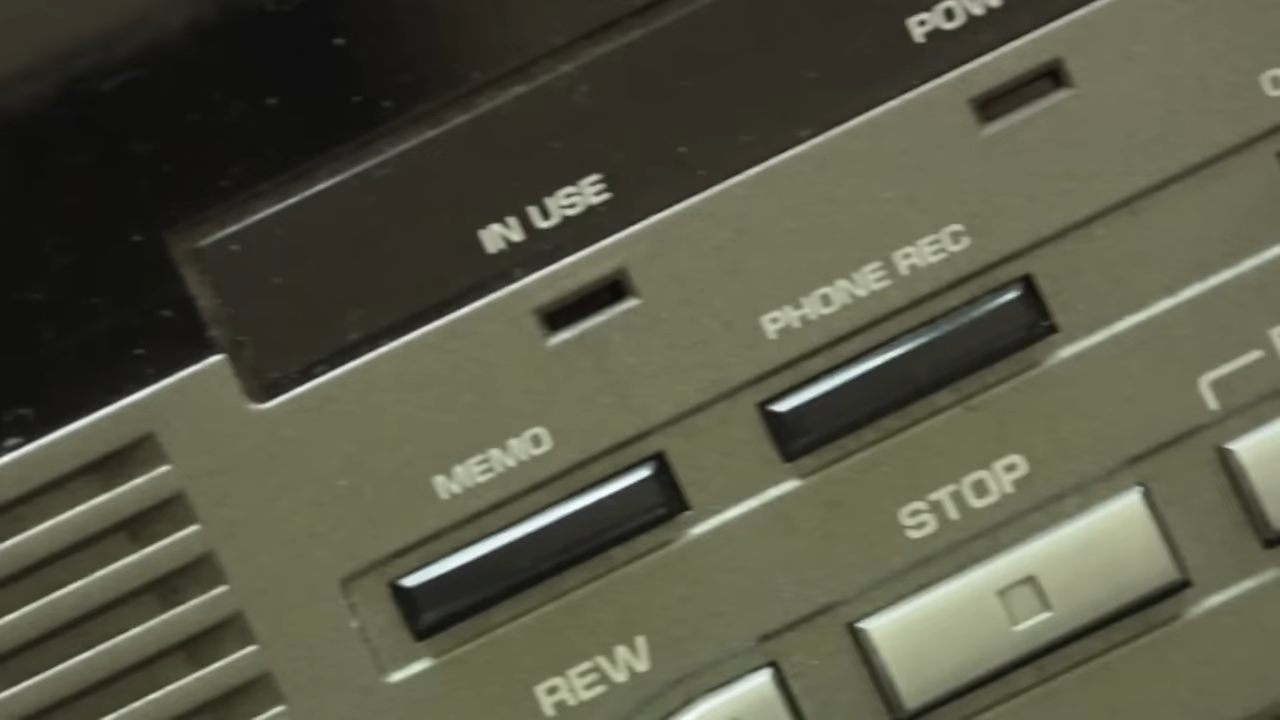 IN USE
PHONE REC
MEMO
STOP
REW